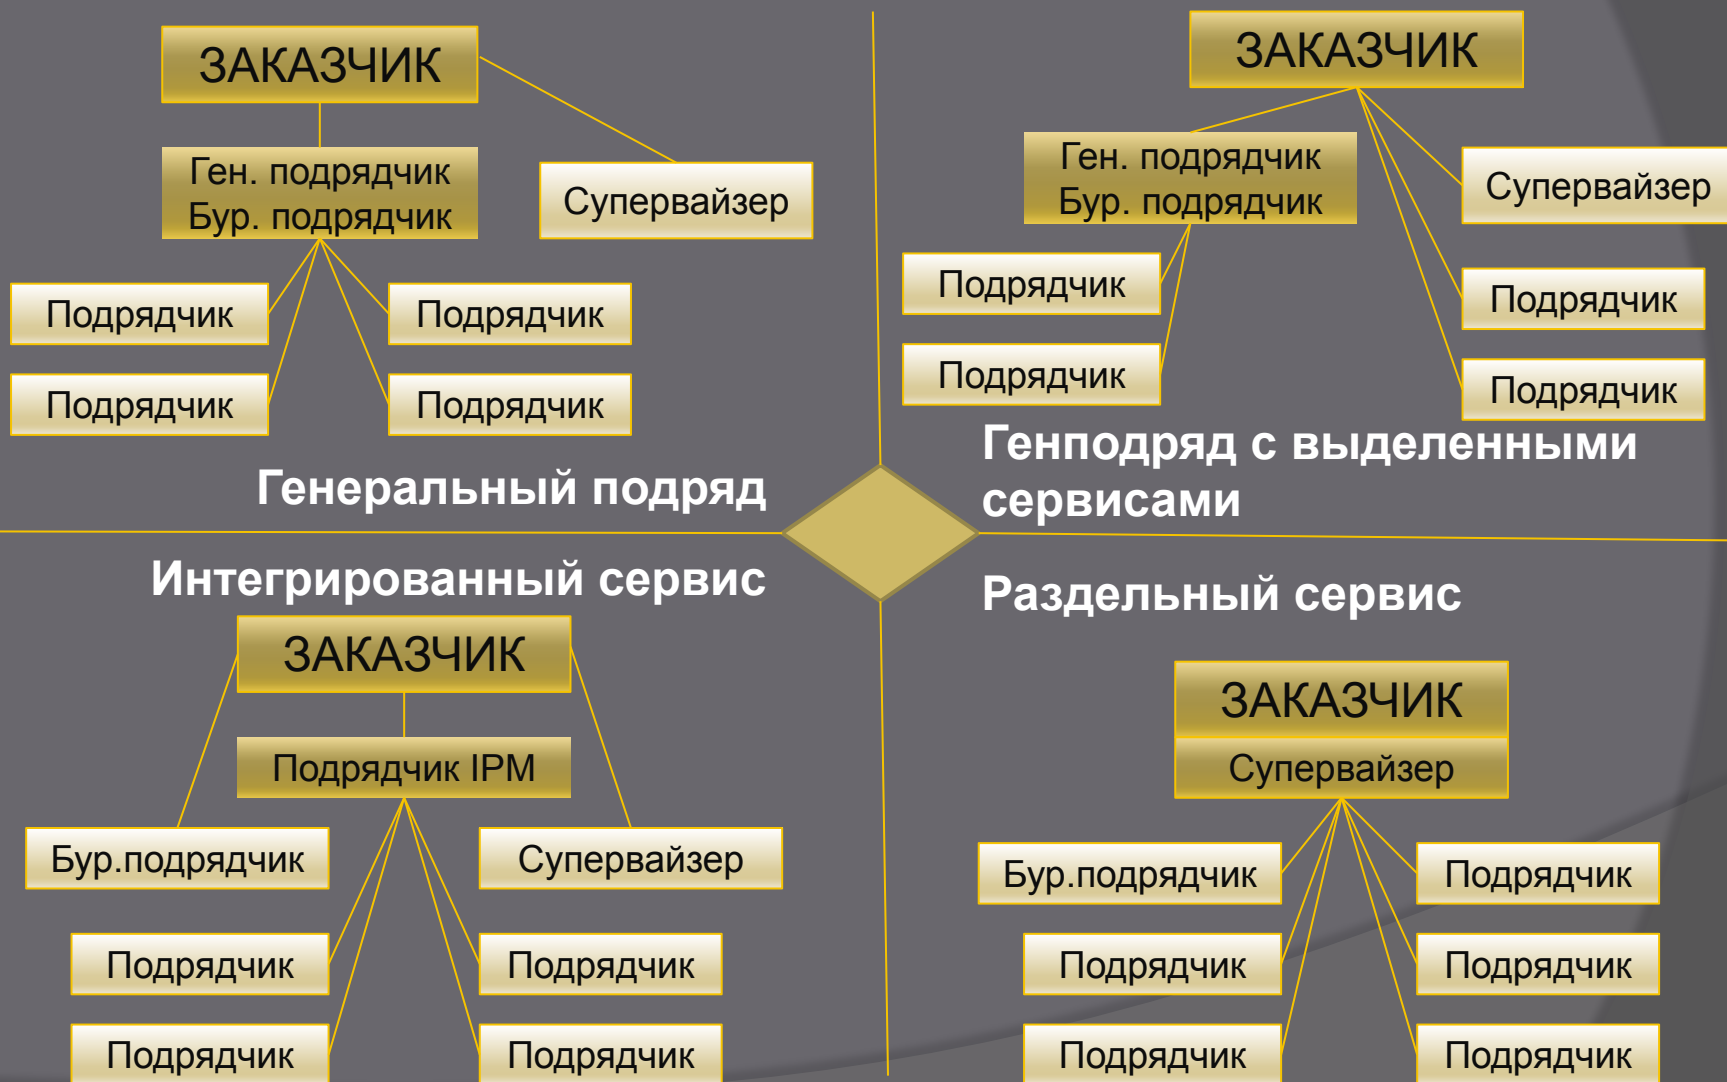 ЗАКАЗЧИК
Ген. подрядчик
Бур. подрядчик
Супервайзер
Подрядчик
Подрядчик
Подрядчик
Подрядчик
Генеральный подряд
ЗАКАЗЧИК
Ген. подрядчик
Бур. подрядчик
Супервайзер
Подрядчик
Подрядчик
Подрядчик
Подрядчик
Генподряд с выделенными
сервисами
Интегрированный сервис
ЗАКАЗЧИК
Подрядчик IPM
Бур.подрядчик
Супервайзер
Подрядчик
Подрядчик
Подрядчик
Подрядчик
Раздельный сервис
ЗАКАЗЧИК
Супервайзер
Бур.подрядчик
Подрядчик
Подрядчик
Подрядчик
Подрядчик
Подрядчик